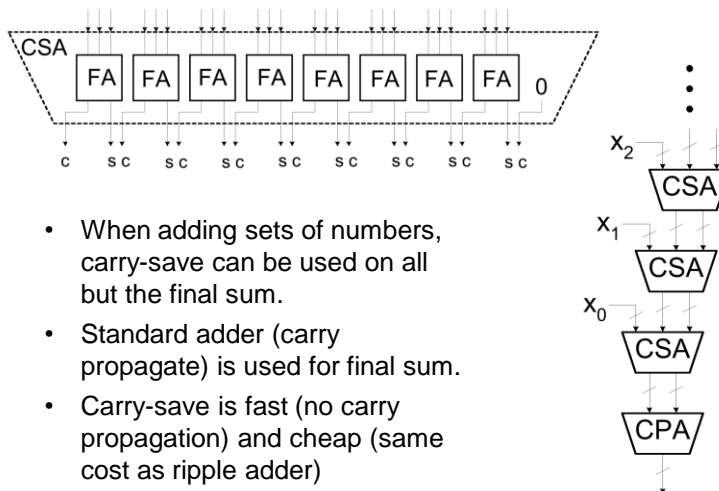 CSA
FA FA FA FA FA FA FA FA 0
c s c s c s c s c s c s c s c s c
• When adding sets of numbers,
carry-save can be used on all
but the final sum.
• Standard adder (carry
propagate) is used for final sum.
• Carry-save is fast (no carry
propagation) and cheap (same
cost as ripple adder)
x2
CSA
x1
CSA
x0
CSA
CPA